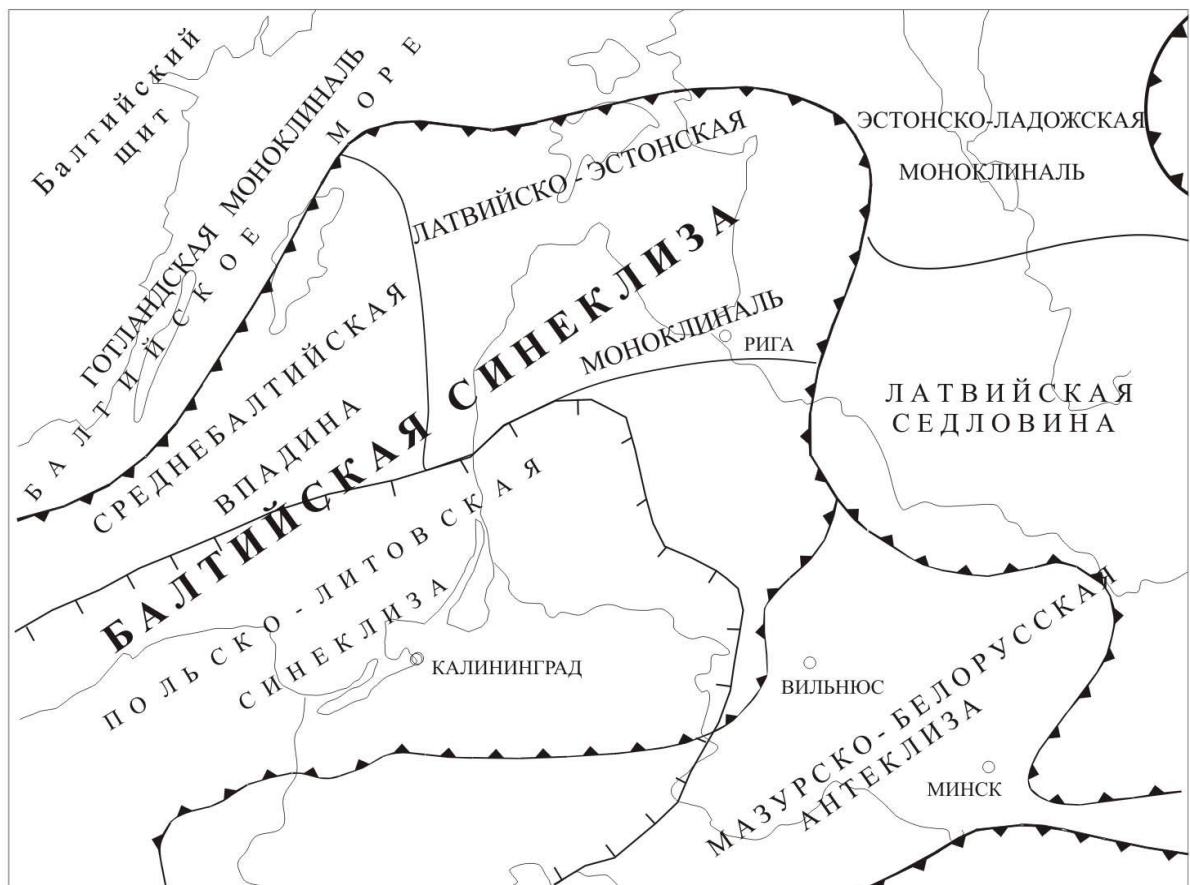 Балтийский
щит
ГОТЛАНДСКАЯ МОНОКЛИНАЛЬ
БАЛТИЙСКОЕ МОРЕ
ЭСТОНСКО-ЛАДОЖСКАЯ
МОНОКЛИНАЛЬ
ЛАТВИЙСКО - ЭСТОНСКАЯ
МОНОКЛИНАЛЬ
РИГА
СРЕДНЕБАЛТИЙСКАЯ
ВПАДИНА
БАЛТИЙСКАЯ СИНЕКЛИЗА
ЛАТВИЙСКАЯ
СЕДЛОВИНА
ПОЛЬСКО-ЛИТОВСКАЯ
СИНЕКЛИЗА
КАЛИНИНГРАД
ВИЛЬНЮС
МАЗУРСКО-БЕЛОРУССКАЯ
АНТЕКЛИЗА
МИНСК